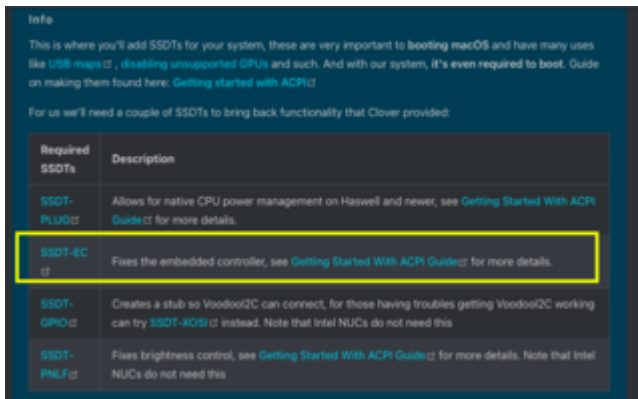 Info
This is where you'll add SSDTs for your system, these are very important to booting macOS and have many uses
like USB maps, disabling unsupported GPUs and such. And with our system, it's even required to boot. Guide
on making them found here: Getting started with ACPI
For us we'll need a couple of SSDTs to bring back functionality that Clover provided:
Required
SSDTs
Description
SSDT-
PLUG
Allows for native CPU power management on Haswell and newer, see Getting Started With ACPI
Guide for more details.
SSDT-EC
Fixes the embedded controller, see Getting Started With ACPI Guide for more details.
SSDT-
GPIO
Creates a stub so VoodooI2C can connect, for those having troubles getting VoodooI2C working
can try SSDT-XOSI instead. Note that Intel NUCs do not need this
SSDT-
PNLF
Fixes brightness control, see Getting Started With ACPI Guide for more details. Note that Intel
NUCs do not need this